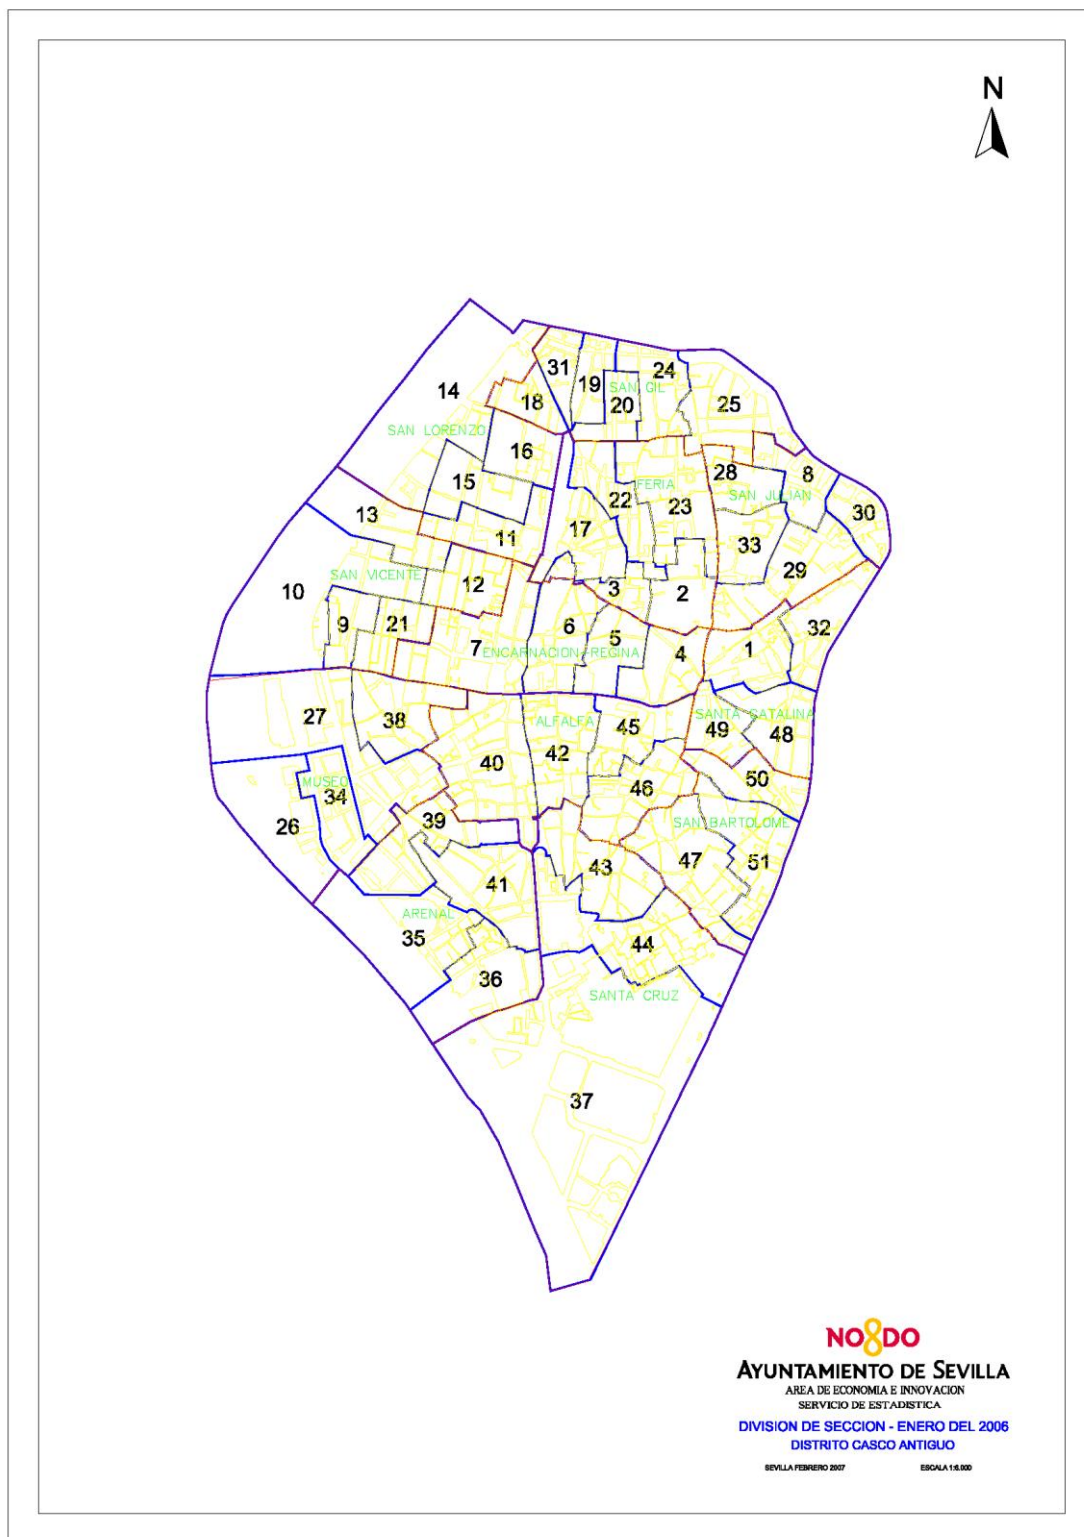 N
31
24
14
19
SAN GIL
18
20
25
SAN LORENZO
16
28
8
15
FERIA
SAN JULIAN
22
13
17
23
30
11
33
SAN VICENTE
29
12
10
3
2
9
21
6
5
32
7
ENCARNACION-REGINA
4
1
27
38
ALFALFA
45
SANTA CATALINA
49
48
40
42
MUSEO
46
50
34
26
39
SAN BARTOLOME
43
47
51
41
ARENAL
35
44
36
SANTA CRUZ
37
NO8DO
AYUNTAMIENTO DE SEVILLA
AREA DE ECONOMIA E INNOVACION
SERVICIO DE ESTADISTICA
DIVISION DE SECCION - ENERO DEL 2006
DISTRITO CASCO ANTIGUO
SEVILLA FEBRERO 2007 ESCALA 1:6.000